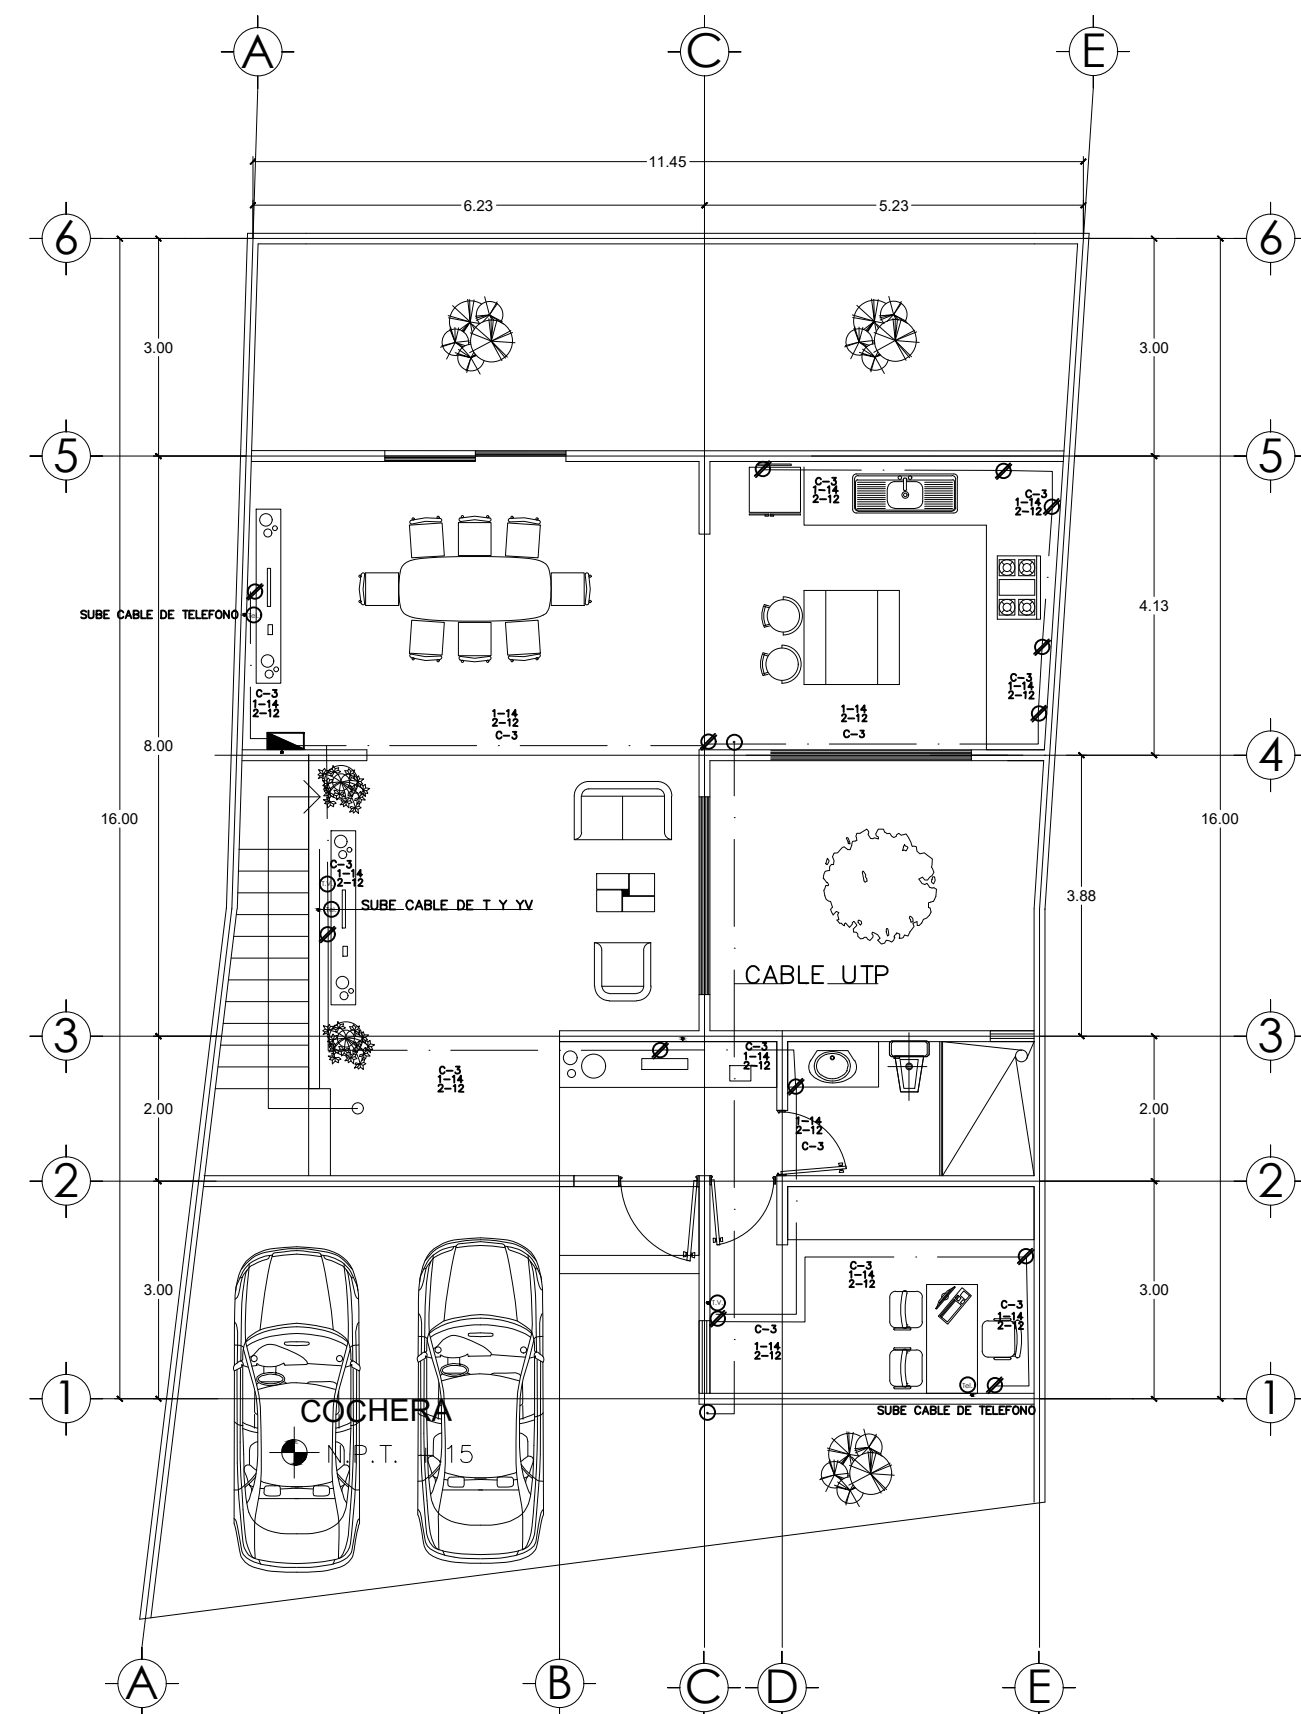 A
C
E
11.45
6.23
5.23
6
6
3.00
3.00
5
5
C-3
1-14
2-12
C-3
1-14
2-12
SUBE CABLE DE TELEFONO
4.13
C-3
1-14
2-12
C-3
1-14
2-12
1-14
2-12
C-3
1-14
2-12
C-3
8.00
4
16.00
16.00
C-3
1-14
2-12
SUBE CABLE DE T Y YV
3.88
CABLE UTP
3
3
C-3
1-14
2-12
C-3
1-14
2-12
2.00
2.00
1-14
2-12
C-3
2
2
C-3
1-14
2-12
3.00
3.00
T.V.
C-3
1-14
2-12
C-3
1-14
2-12
Tel.
1
1
COCHERA
SUBE CABLE DE TELEFONO
N.P.T. +.15
A
B
C
D
E